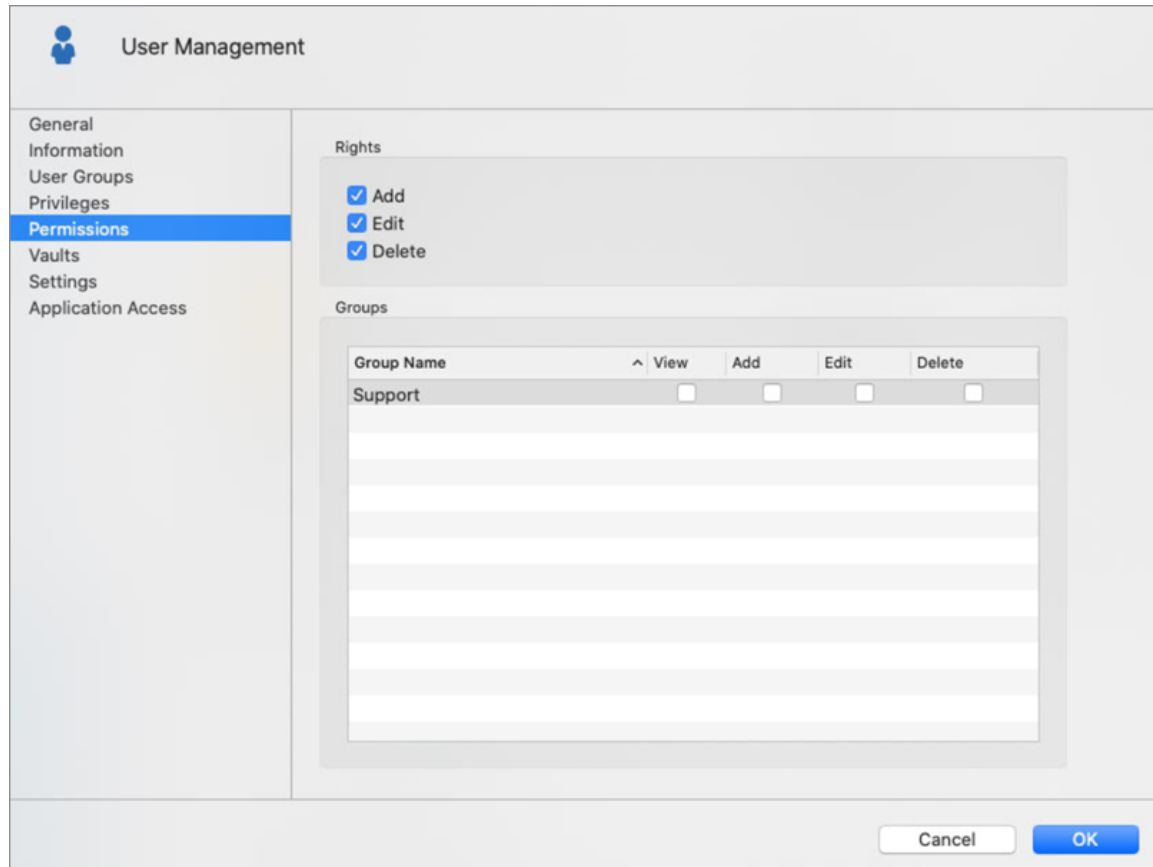 User Management
General
Information
User Groups
Privileges
Permissions
Vaults
Settings
Application Access
Rights
Add
Edit
Delete
Groups
Group Name View Add Edit Delete
Support
Cancel OK